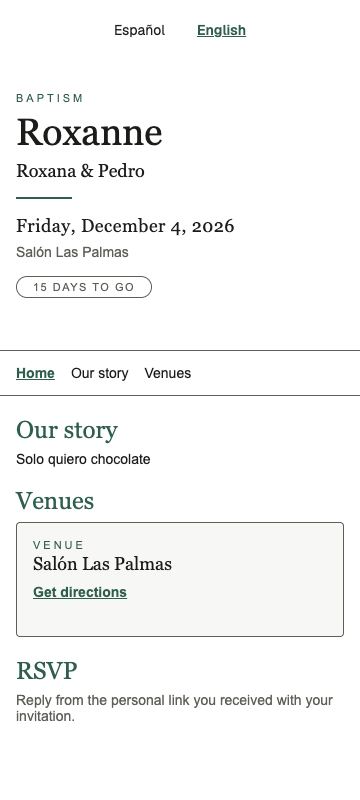 Español English
BAPTISM
Roxanne
Roxana & Pedro
Friday, December 4, 2026
Salón Las Palmas
15 DAYS TO GO
Home Our story Venues
Our story
Solo quiero chocolate
Venues
VENUE
Salón Las Palmas
Get directions
RSVP
Reply from the personal link you received with your
invitation.